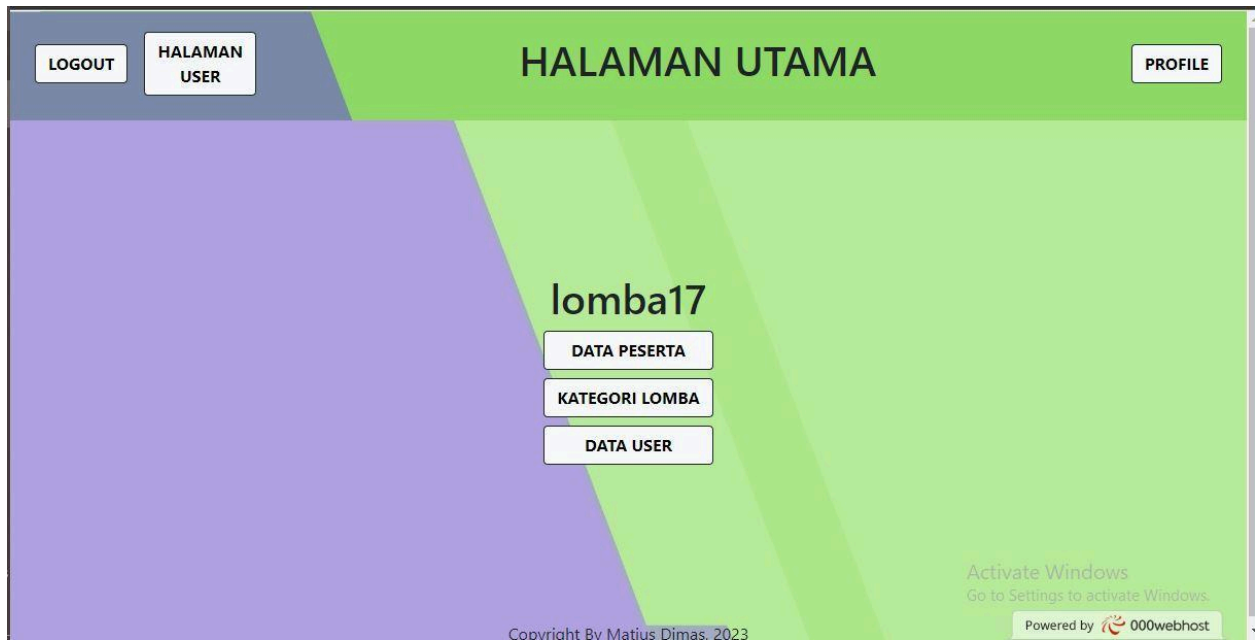 LOGOUT
HALAMAN
USER
HALAMAN UTAMA
PROFILE
lomba17
DATA PESERTA
KATEGORI LOMBA
DATA USER
Activate Windows
Go to Settings to activate Windows.
Copyright By Matius Dimas, 2023
Powered by 000webhost